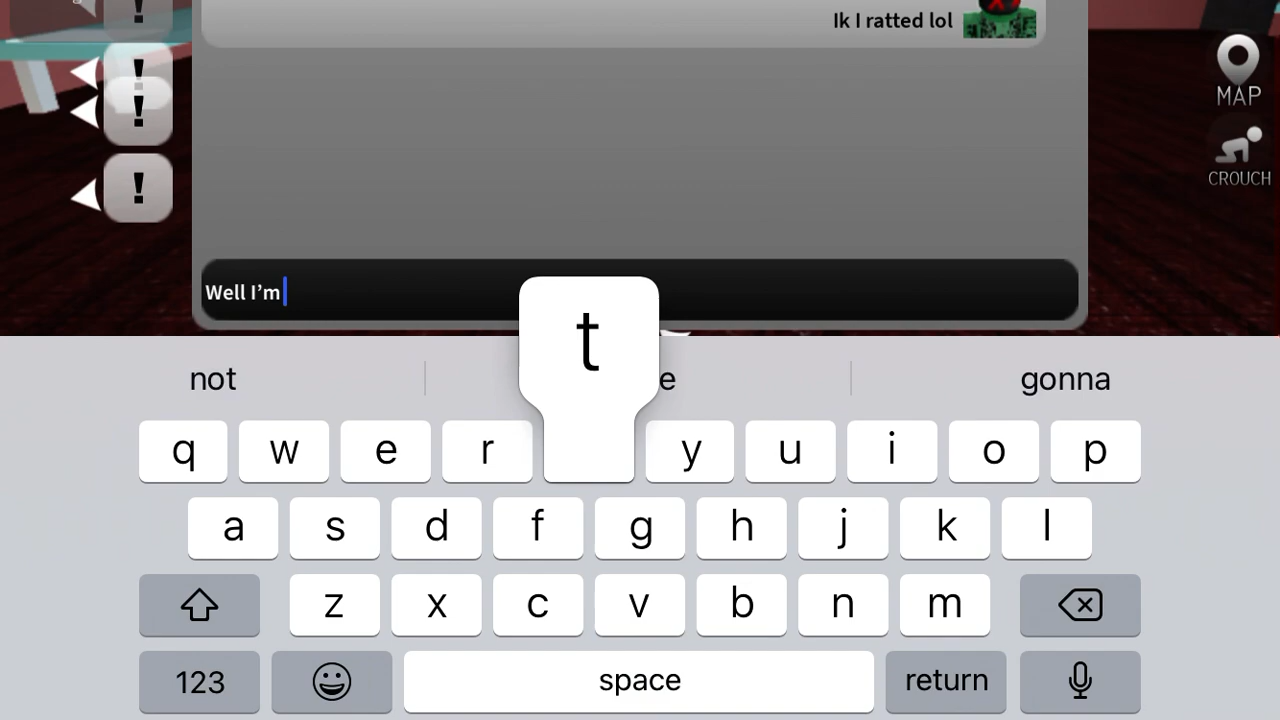 !
Ik I ratted lol
!
!
!
MAP
CROUCH
Well I’m
t
not
e
gonna
q w e r y u i o p
a s d f g h j k l
z x c v b n m
123
space
return